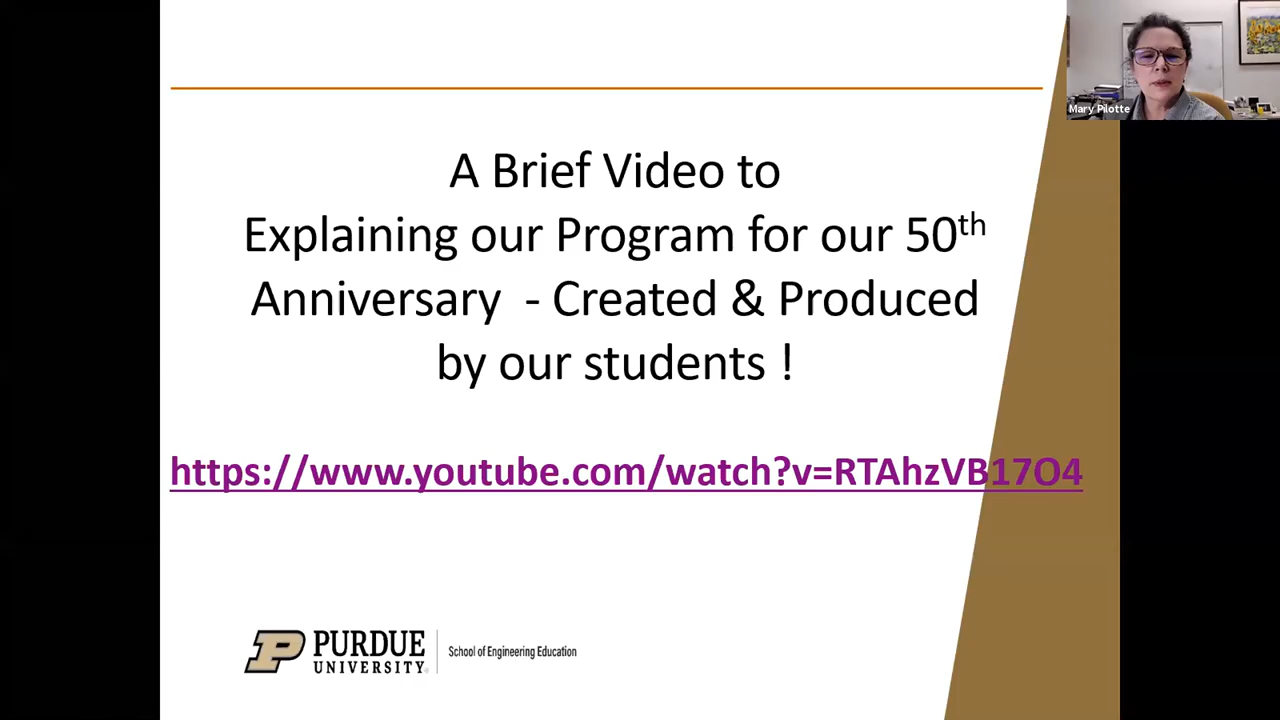 Mary Pilotte
A Brief Video to
Explaining our Program for our 50th
Anniversary - Created & Produced
by our students !
https://www.youtube.com/watch?v=RTAhzVB17O4
PURDUE
UNIVERSITY
School of Engineering Education